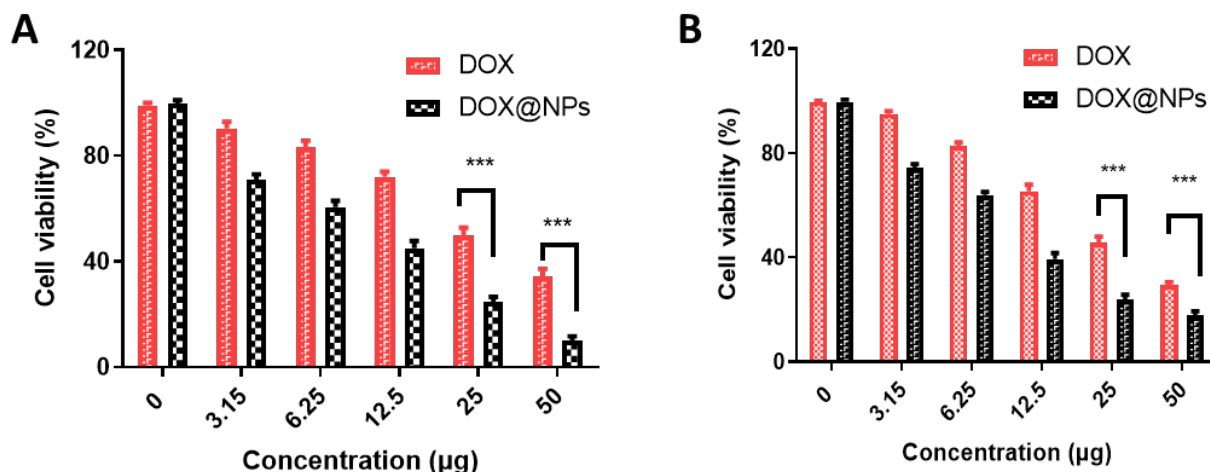 A
Cell viability (%)
120
80
40
0
DOX
DOX@NPs
***
***
0
3.15
6.25
12.5
25
50
Concentration (µg)
B
Cell viability (%)
120
80
40
0
DOX
DOX@NPs
***
***
0
3.15
6.25
12.5
25
50
Concentration (µg)